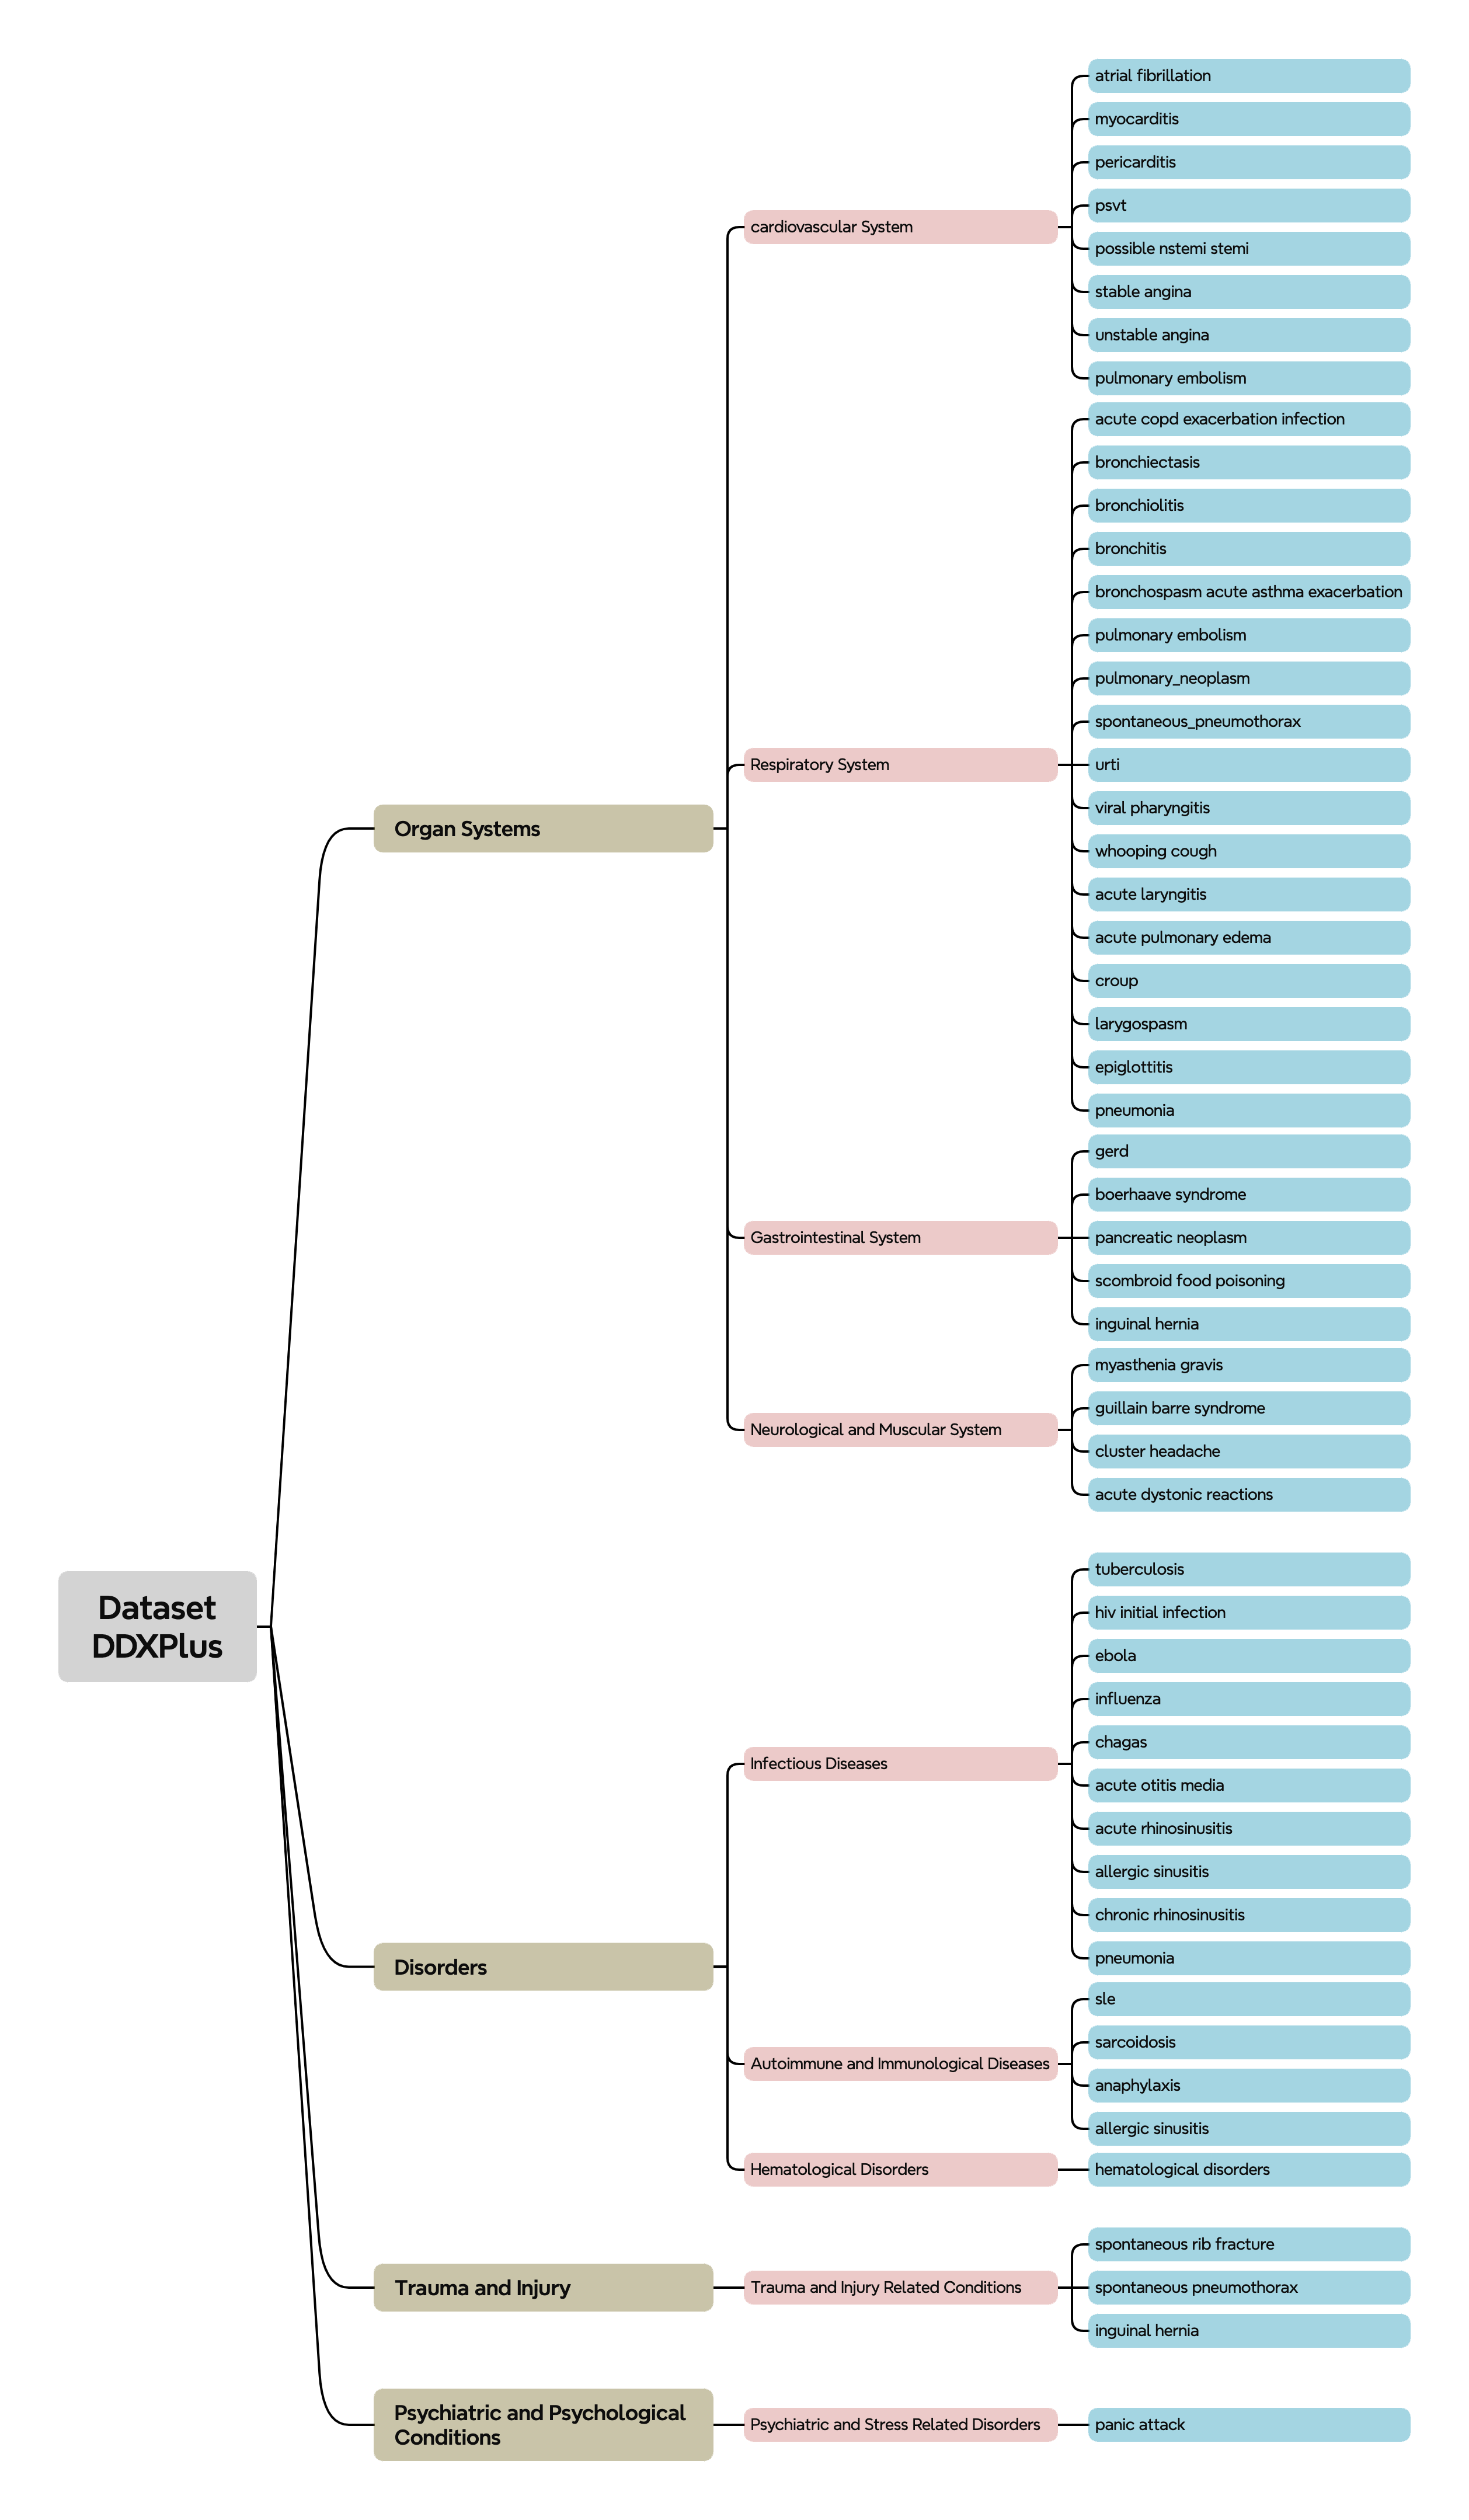 Dataset
DDXPlus
Organ Systems
cardiovascular System
atrial fibrillation
myocarditis
pericarditis
psvt
possible nstemi stemi
stable angina
unstable angina
pulmonary embolism
Respiratory System
acute copd exacerbation infection
bronchiectasis
bronchiolitis
bronchitis
bronchospasm acute asthma exacerbation
pulmonary embolism
pulmonary_neoplasm
spontaneous_pneumothorax
urti
viral pharyngitis
whooping cough
acute laryngitis
acute pulmonary edema
croup
larygospasm
epiglottitis
pneumonia
Gastrointestinal System
gerd
boerhaave syndrome
pancreatic neoplasm
scombroid food poisoning
inguinal hernia
Neurological and Muscular System
myasthenia gravis
guillain barre syndrome
cluster headache
acute dystonic reactions
Disorders
Infectious Diseases
tuberculosis
hiv initial infection
ebola
influenza
chagas
acute otitis media
acute rhinosinusitis
allergic sinusitis
chronic rhinosinusitis
pneumonia
Autoimmune and Immunological Diseases
sle
sarcoidosis
anaphylaxis
allergic sinusitis
Hematological Disorders
hematological disorders
Trauma and Injury
Trauma and Injury Related Conditions
spontaneous rib fracture
spontaneous pneumothorax
inguinal hernia
Psychiatric and Psychological
Conditions
Psychiatric and Stress Related Disorders
panic attack